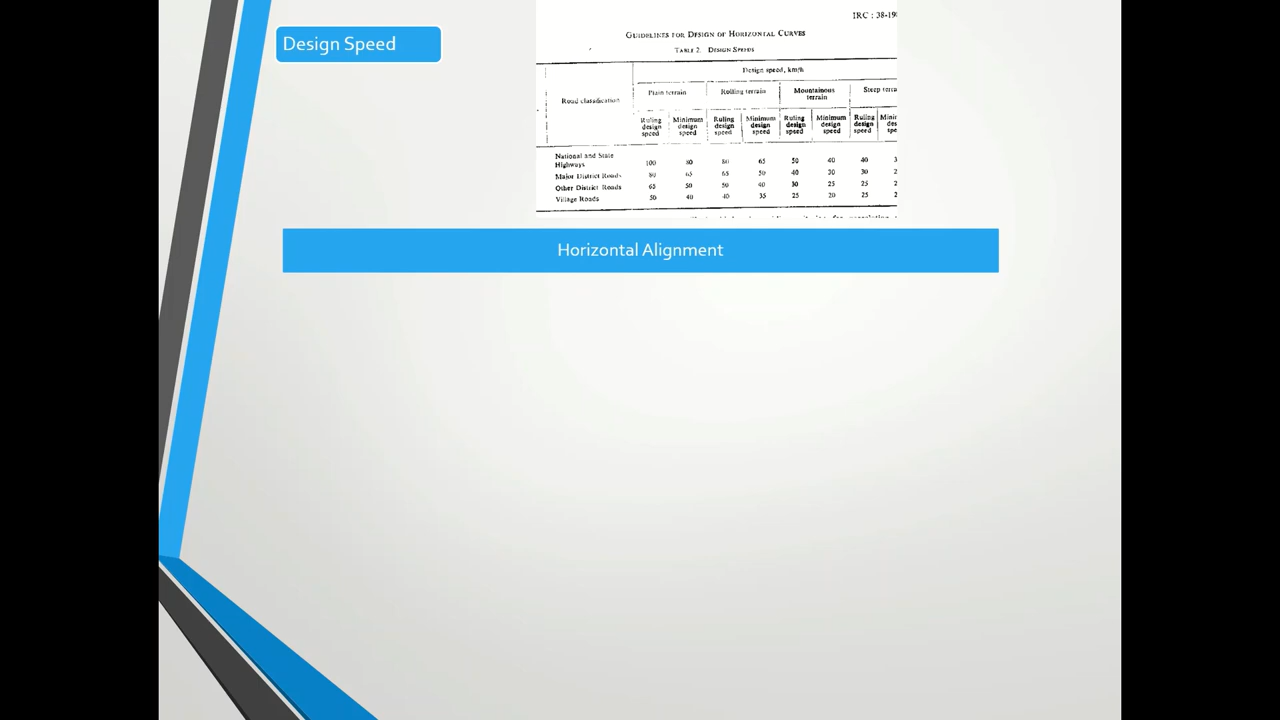 Design Speed
IRC : 38-19
GUIDELINES FOR DESIGN OF HORIZONTAL CURVES
TABLE 2. DESIGN SPEEDS
Design speed, km/h
Road classification
Plain terrain Rolling terrain Mountainous terrain Steep
Ruling design speed Minimum design speed Ruling design speed Minimum design speed Ruling design speed Minimum design speed Ruling design speed
National and State
Highways 100 80 80 65 50 40 40 3
Major District Roads 80 65 65 50 40 30 30 2
Other District Roads 65 50 50 40 30 25 25 2
Village Roads 50 40 40 35 25 20 25 2
Horizontal Alignment